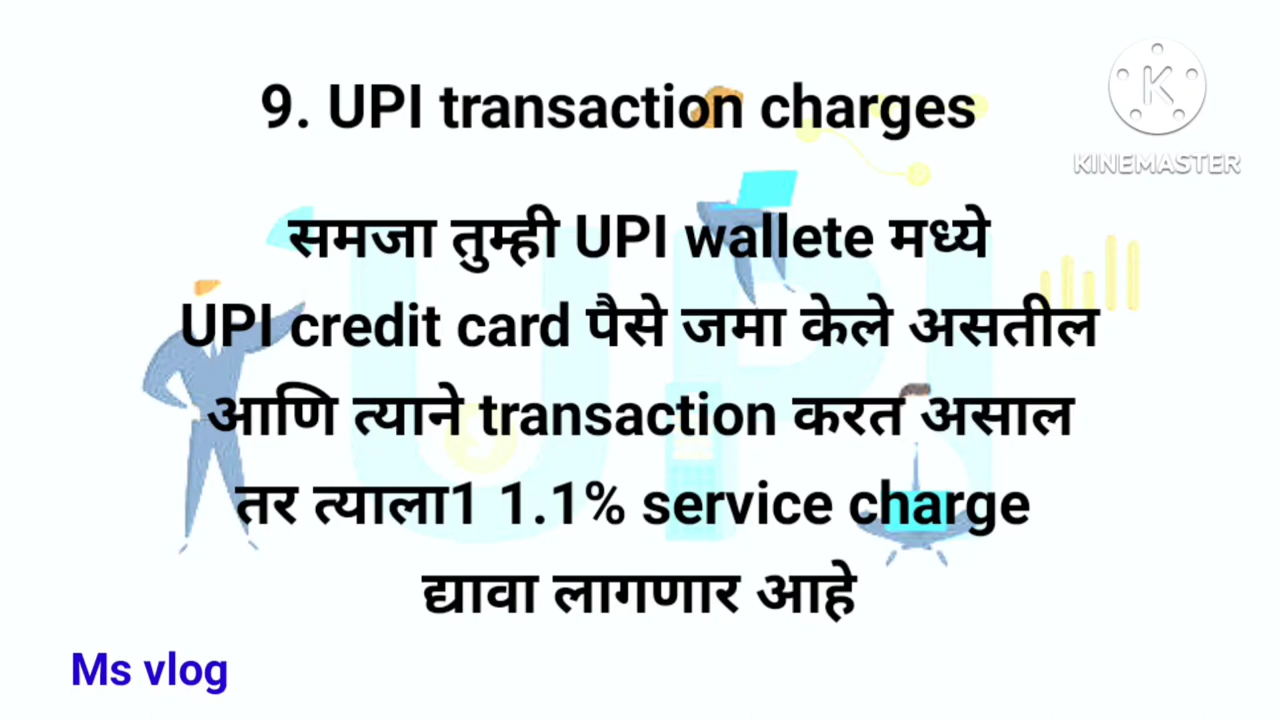 9. UPI transaction charges
KINEMASTER
समजा तुम्ही UPI wallete मध्ये
UPI credit card पैसे जमा केले असतील
आणि त्याने transaction करत असाल
तर त्याला1 1.1% service charge
द्यावा लागणार आहे
Ms vlog